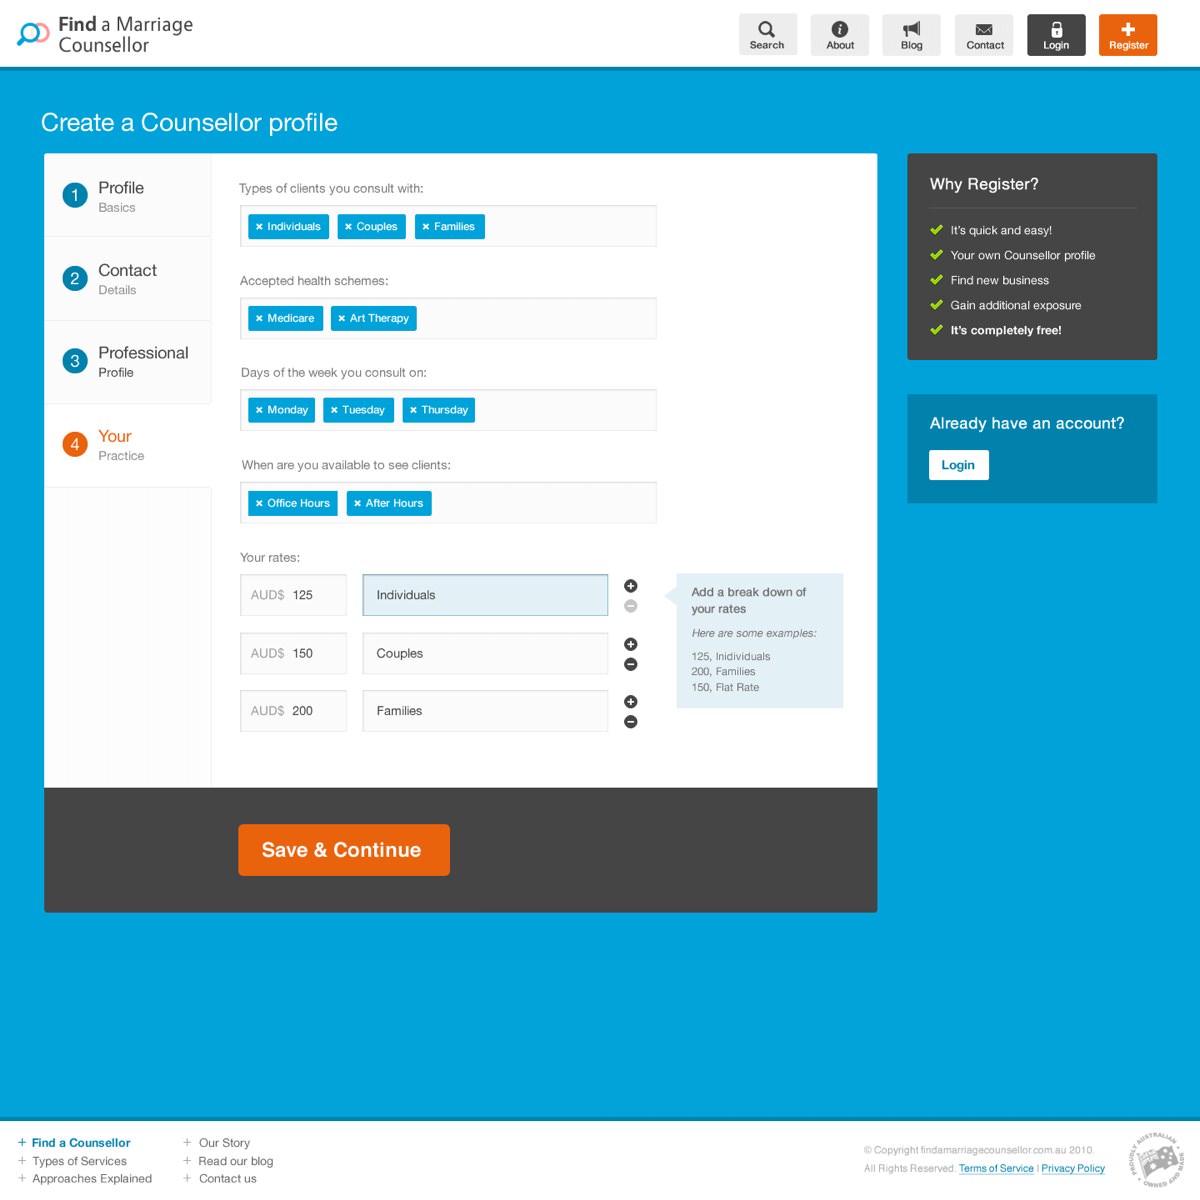 Find a Marriage
Counsellor
Search
About
Blog
Contact
Login
Register
Create a Counsellor profile
1 Profile
Basics
2 Contact
Details
3 Professional
Profile
4 Your
Practice
Types of clients you consult with:
× Individuals × Couples × Families
Accepted health schemes:
× Medicare × Art Therapy
Days of the week you consult on:
× Monday × Tuesday × Thursday
When are you available to see clients:
× Office Hours × After Hours
Your rates:
AUD$ 125 Individuals
AUD$ 150 Couples
AUD$ 200 Families
Add a break down of
your rates
Here are some examples:
125, Inidividuals
200, Families
150, Flat Rate
Save & Continue
Why Register?
It's quick and easy!
Your own Counsellor profile
Find new business
Gain additional exposure
It's completely free!
Already have an account?
Login
+ Find a Counsellor
+ Types of Services
+ Approaches Explained
+ Our Story
+ Read our blog
+ Contact us
© Copyright findamarriagecounsellor.com.au 2010.
All Rights Reserved. Terms of Service | Privacy Policy
PROUDLY AUSTRALIAN
OWNED AND MADE